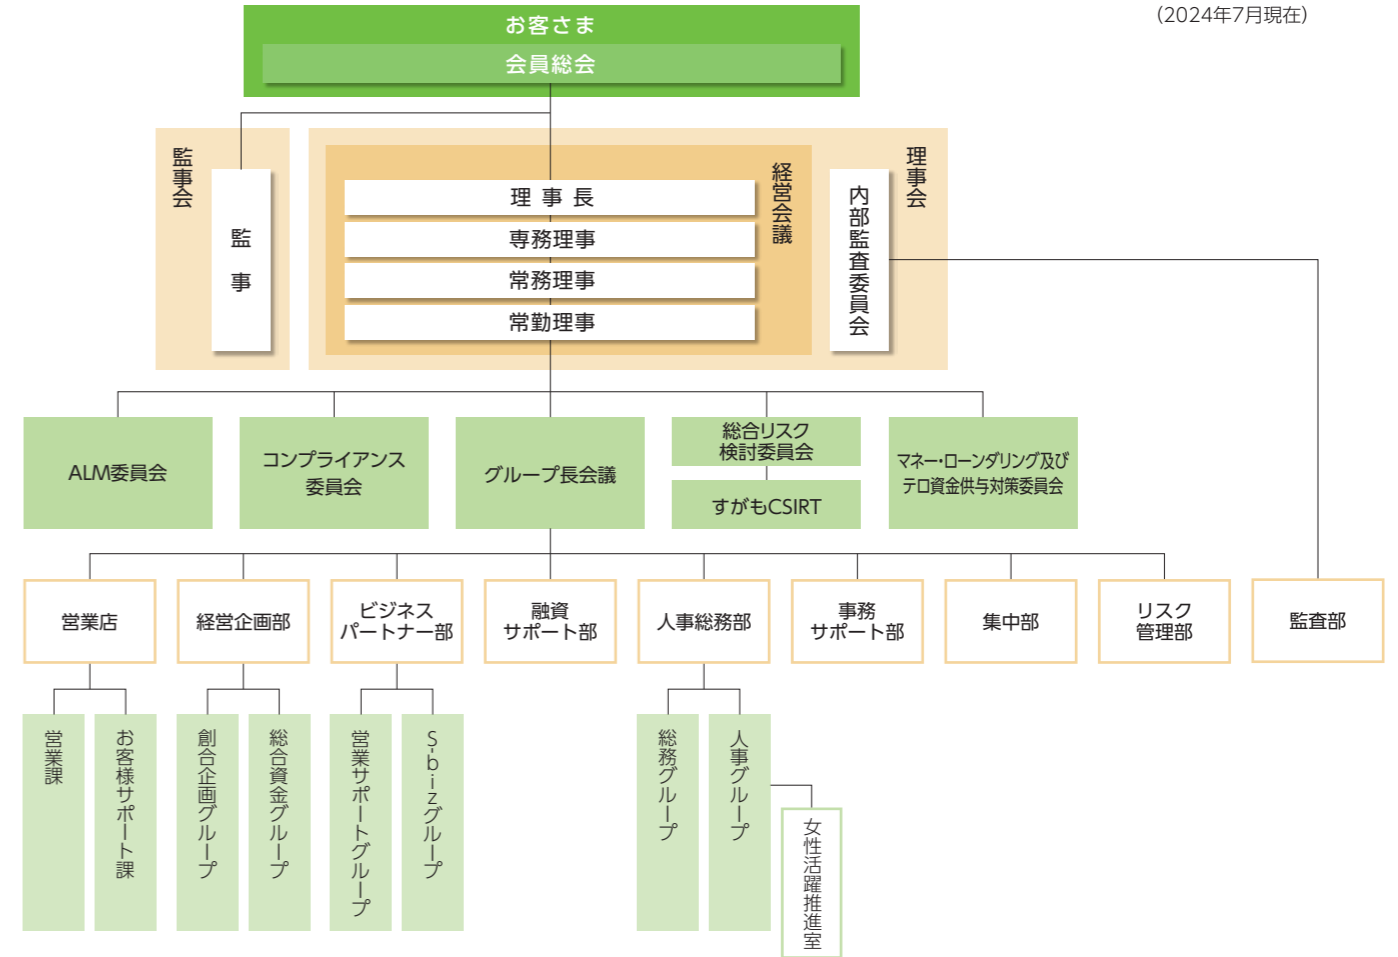 (2024年7月現在)
お客さま
会員総会
監事会
監事
理事会
経営会議
理事長
専務理事
常務理事
常勤理事
内部監査委員会
ALM委員会
コンプライアンス
委員会
グループ長会議
総合リスク
検討委員会
すがもCSIRT
マネー・ローンダリング及び
テロ資金供与対策委員会
営業店
経営企画部
ビジネス
パートナー部
融資
サポート部
人事総務部
事務
サポート部
集中部
リスク
管理部
監査部
営業課
お客様サポート課
創合企画グループ
総合資金グループ
営業サポートグループ
S-bizグループ
総務グループ
人事グループ
女性活躍推進室